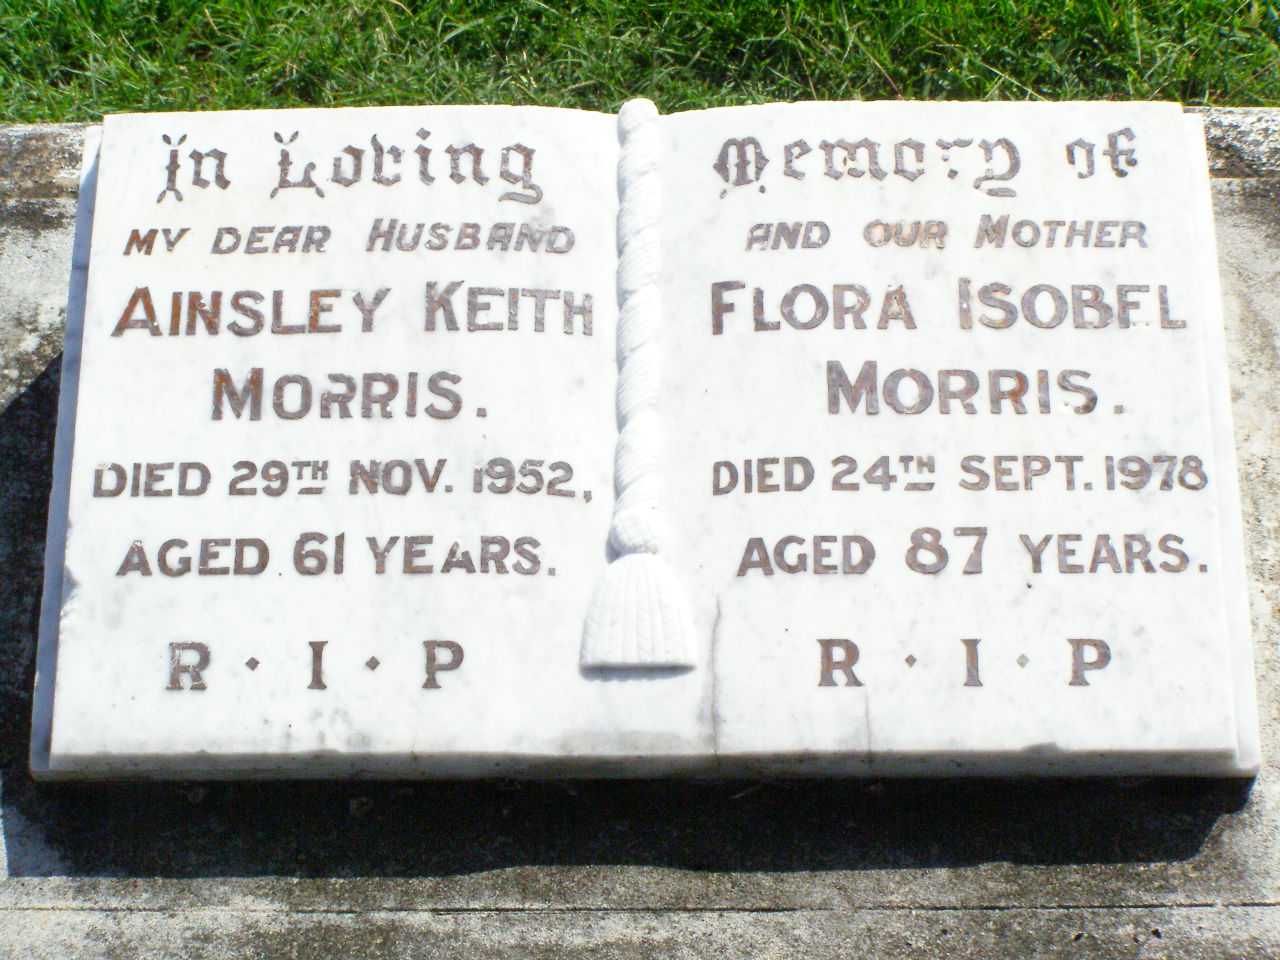 In Loving
MY DEAR HUSBAND
AINSLEY KEITH
MORRIS.
DIED 29TH NOV. 1952,
AGED 61 YEARS.
R · I · P
Memory of
AND OUR MOTHER
FLORA ISOBEL
MORRIS.
DIED 24TH SEPT. 1978
AGED 87 YEARS.
R · I · P